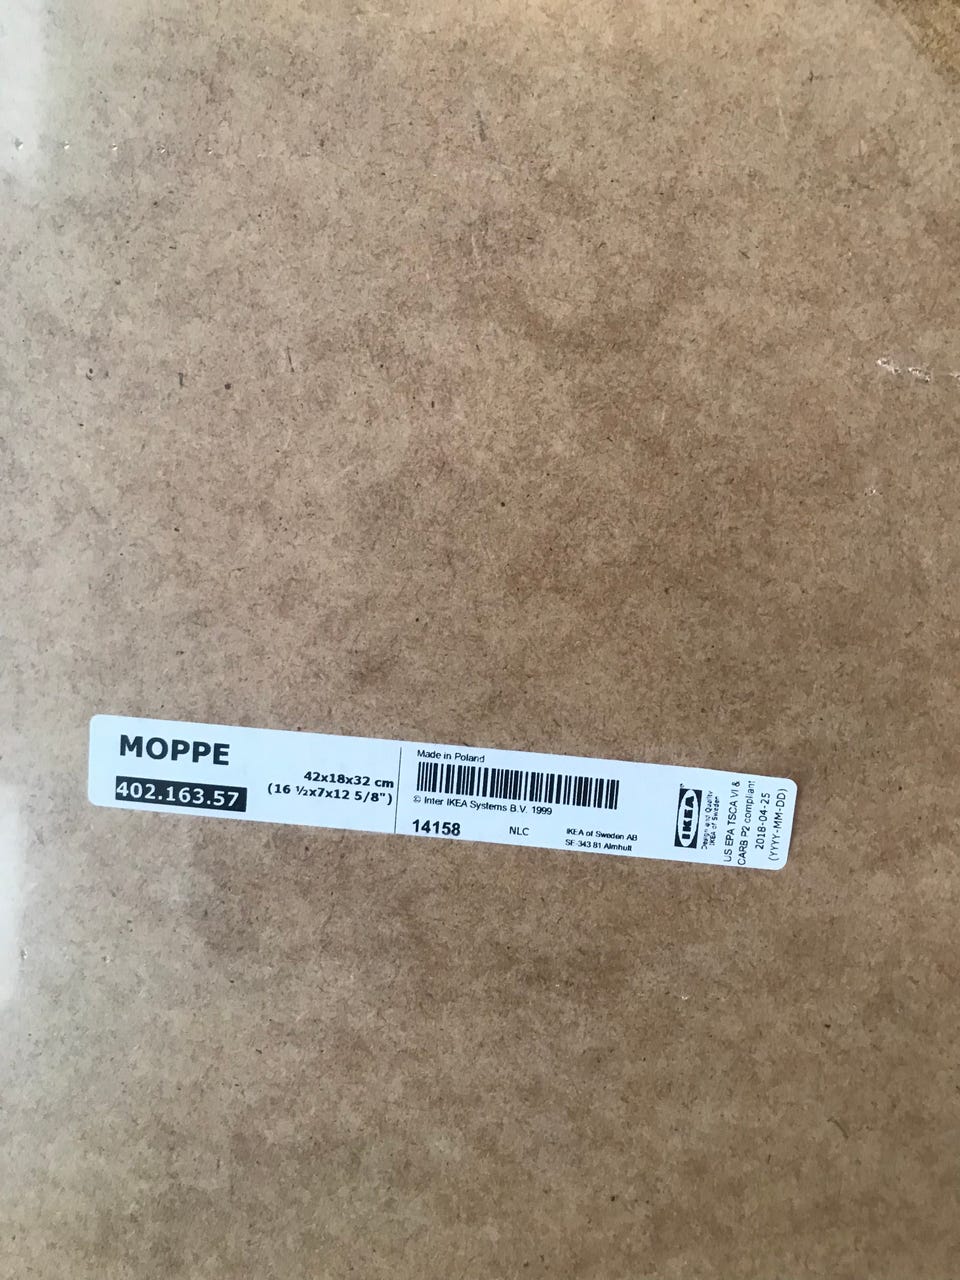 MOPPE
402.163.57
42x18x32 cm
(16 ½x7x12 5/8")
Made in Poland
© Inter IKEA Systems B.V. 1999
14158
NLC
IKEA of Sweden AB
SE-343 81 Älmhult
IKEA
Design and Quality
IKEA of Sweden
US EPA TSCA VI &
CARB P2 compliant
2018-04-25
(YYYY-MM-DD)